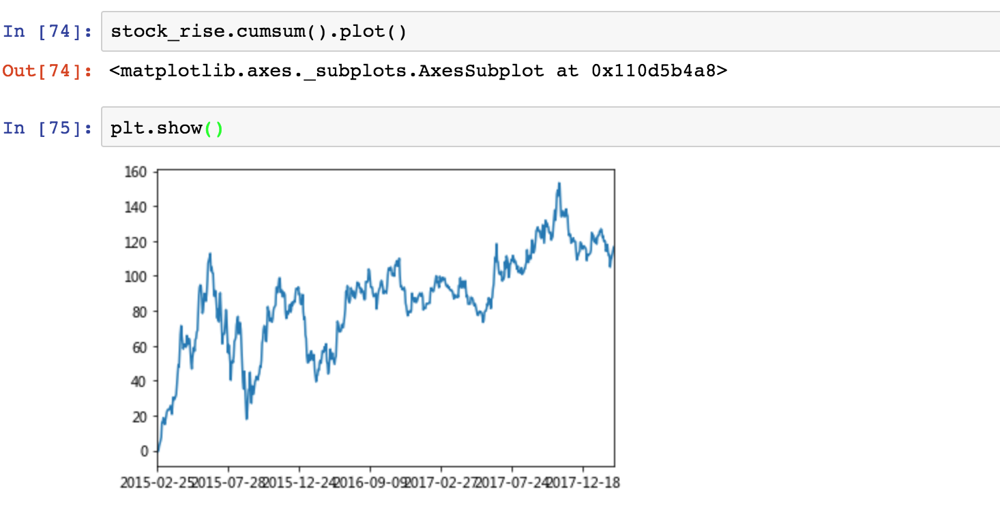 In [74]: stock_rise.cumsum().plot()
Out[74]: <matplotlib.axes._subplots.AxesSubplot at 0x110d5b4a8>
In [75]: plt.show()
160
140
120
100
80
60
40
20
0
2015-02-25 2015-07-28 2015-12-24 2016-09-09 2017-02-27 2017-07-24 2017-12-18